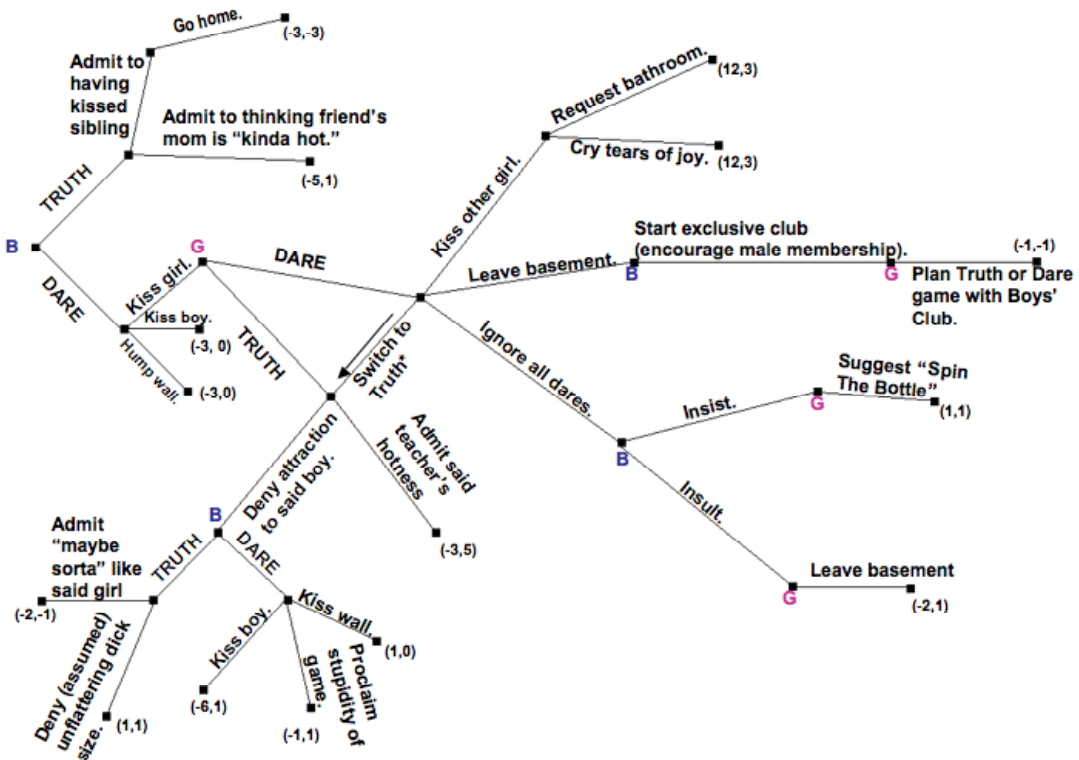 Go home.
(-3,-3)
Admit to
having
kissed
sibling
Admit to thinking friend's
mom is "kinda hot."
(-5,1)
TRUTH
B
DARE
Kiss girl.
Kiss boy.
(-3, 0)
Hump wall.
(-3,0)
G
DARE
TRUTH
Switch to
Truth*
Kiss other girl.
Request bathroom.
(12,3)
Cry tears of joy.
(12,3)
Leave basement.
B
Start exclusive club
(encourage male membership).
G
(-1,-1)
Plan Truth or Dare
game with Boys'
Club.
Ignore all dares.
B
Insist.
G
Suggest "Spin
The Bottle"
(1,1)
Insult.
G
Leave basement
(-2,1)
Deny attraction
to said boy.
Admit said
teacher's
hotness
(-3,5)
B
TRUTH
DARE
Admit
"maybe
sorta" like
said girl
(-2,-1)
Deny (assumed)
unflattering dick
size.
(1,1)
Kiss boy.
(-6,1)
Proclaim
stupidity of
game.
(-1,1)
Kiss wall.
(1,0)